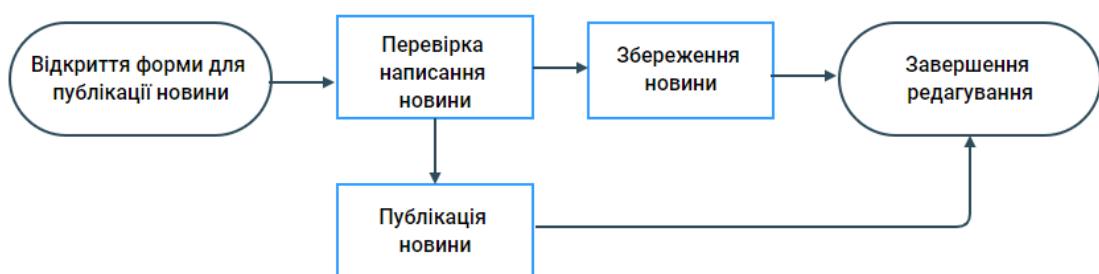 Відкриття форми для
публікації новини
Перевірка
написання
новини
Збереження
новини
Завершення
редагування
Публікація
новини